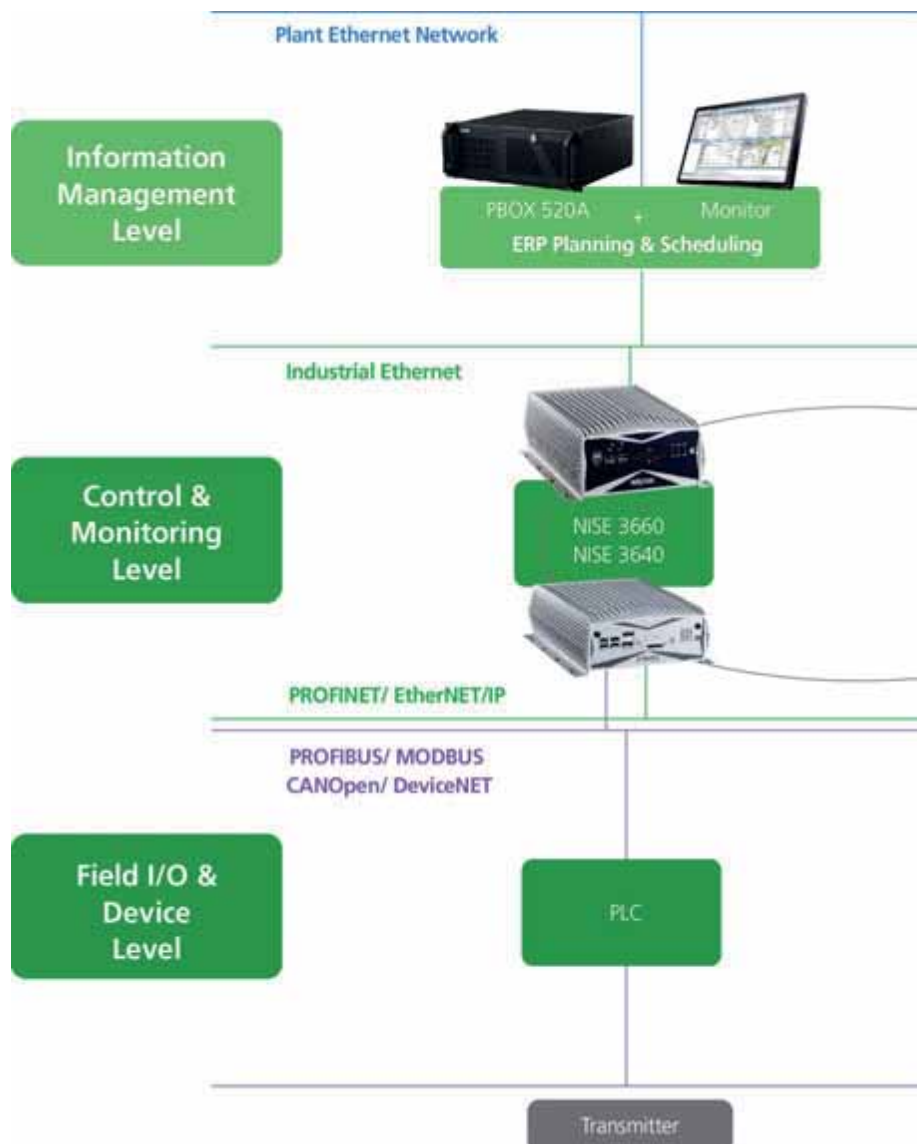 Plant Ethernet Network
Information
Management
Level
PBOX 520A + Monitor
ERP Planning & Scheduling
Industrial Ethernet
Control &
Monitoring
Level
NISE 3660
NISE 3640
PROFINET/ EtherNET/IP
PROFIBUS/ MODBUS
CANOpen/ DeviceNET
Field I/O &
Device
Level
PLC
Transmitter